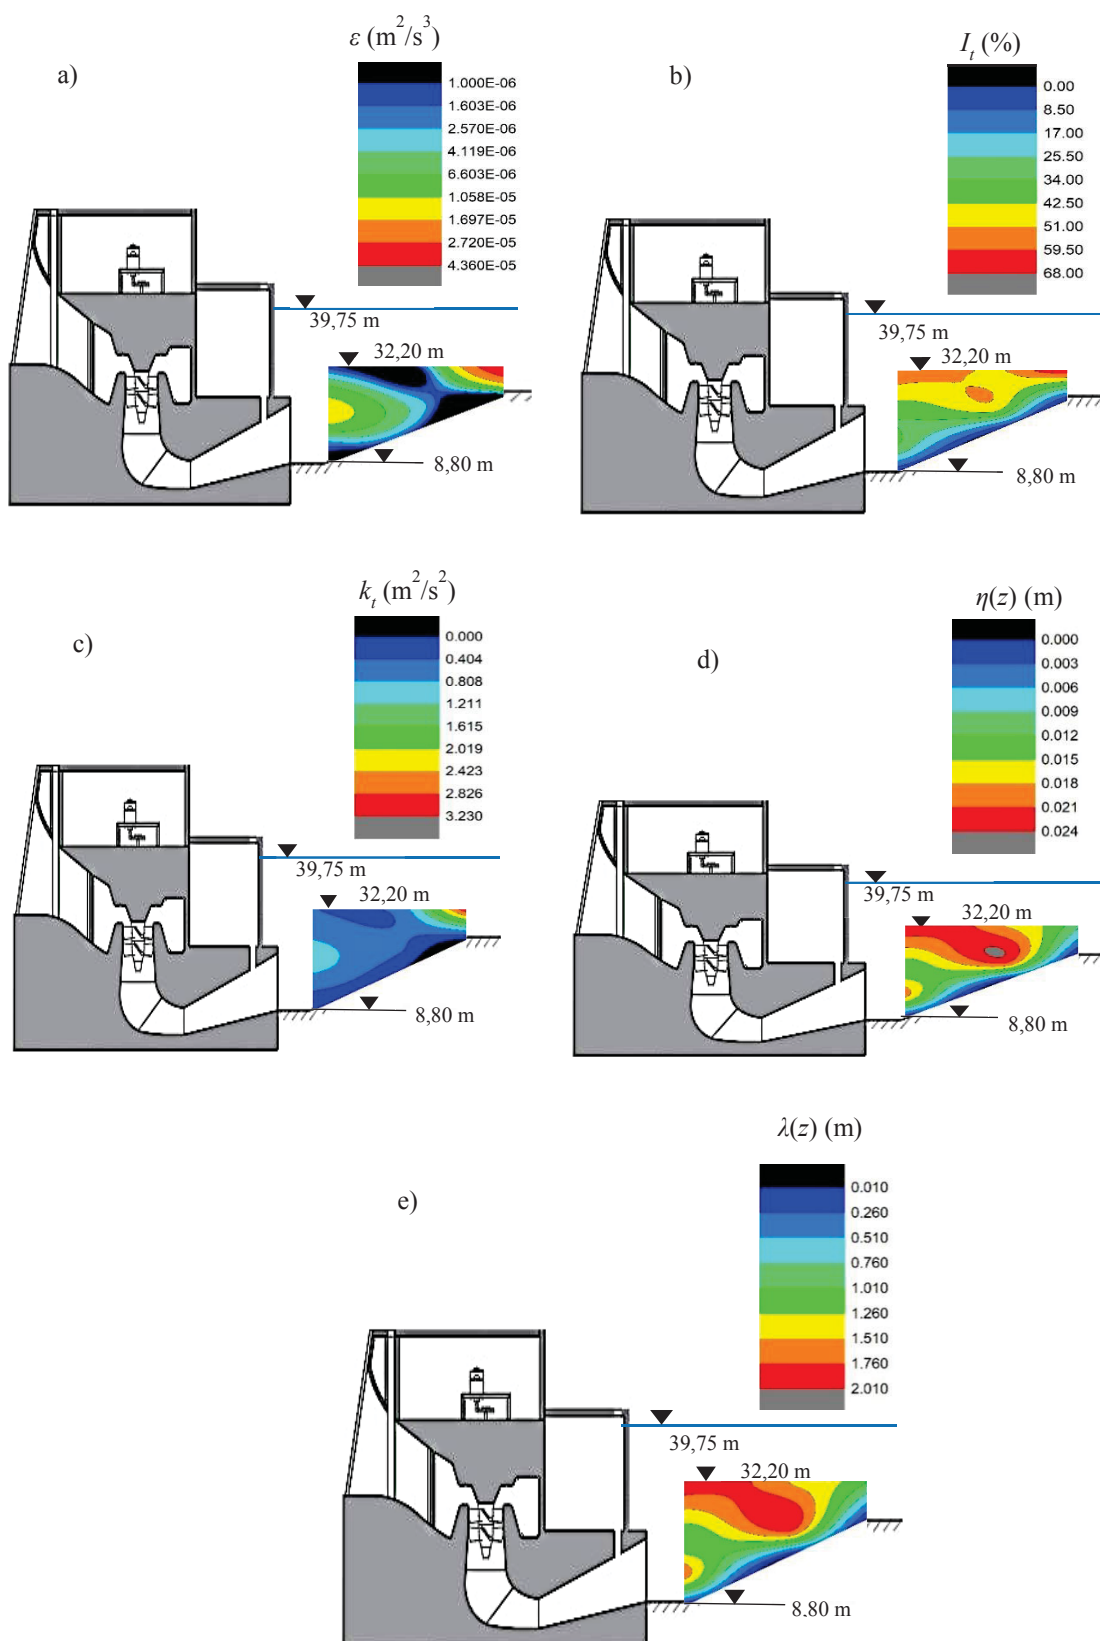 a)
ε (m²/s³)
1.000E-06
1.603E-06
2.570E-06
4.119E-06
6.603E-06
1.058E-05
1.697E-05
2.720E-05
4.360E-05
39,75 m
32,20 m
8,80 m
b)
I_t (%)
0.00
8.50
17.00
25.50
34.00
42.50
51.00
59.50
68.00
39,75 m
32,20 m
8,80 m
c)
k_t (m²/s²)
0.000
0.404
0.808
1.211
1.615
2.019
2.423
2.826
3.230
39,75 m
32,20 m
8,80 m
d)
η(z) (m)
0.000
0.003
0.006
0.009
0.012
0.015
0.018
0.021
0.024
39,75 m
32,20 m
8,80 m
e)
λ(z) (m)
0.010
0.260
0.510
0.760
1.010
1.260
1.510
1.760
2.010
39,75 m
32,20 m
8,80 m